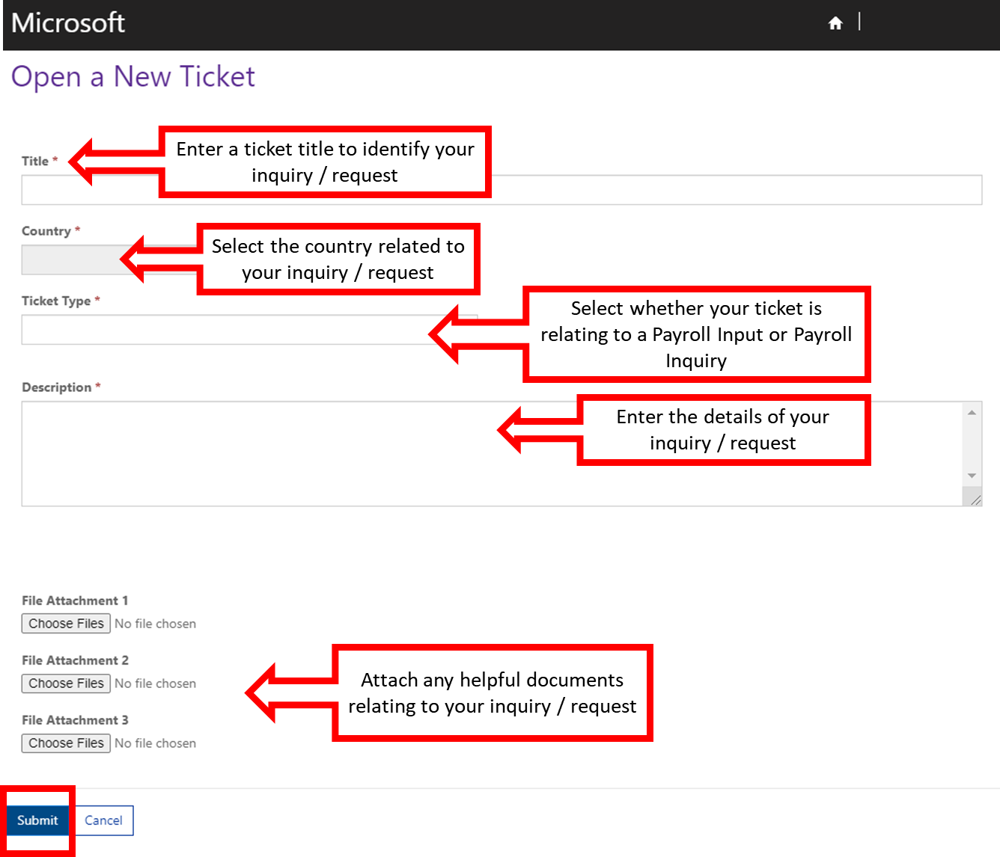 Microsoft
Open a New Ticket
Title *
Enter a ticket title to identify your
inquiry / request
Country *
Select the country related to
your inquiry / request
Ticket Type *
Select whether your ticket is
relating to a Payroll Input or Payroll
Inquiry
Description *
Enter the details of your
inquiry / request
File Attachment 1
Choose Files No file chosen
File Attachment 2
Choose Files No file chosen
Attach any helpful documents
relating to your inquiry / request
File Attachment 3
Choose Files No file chosen
Submit Cancel